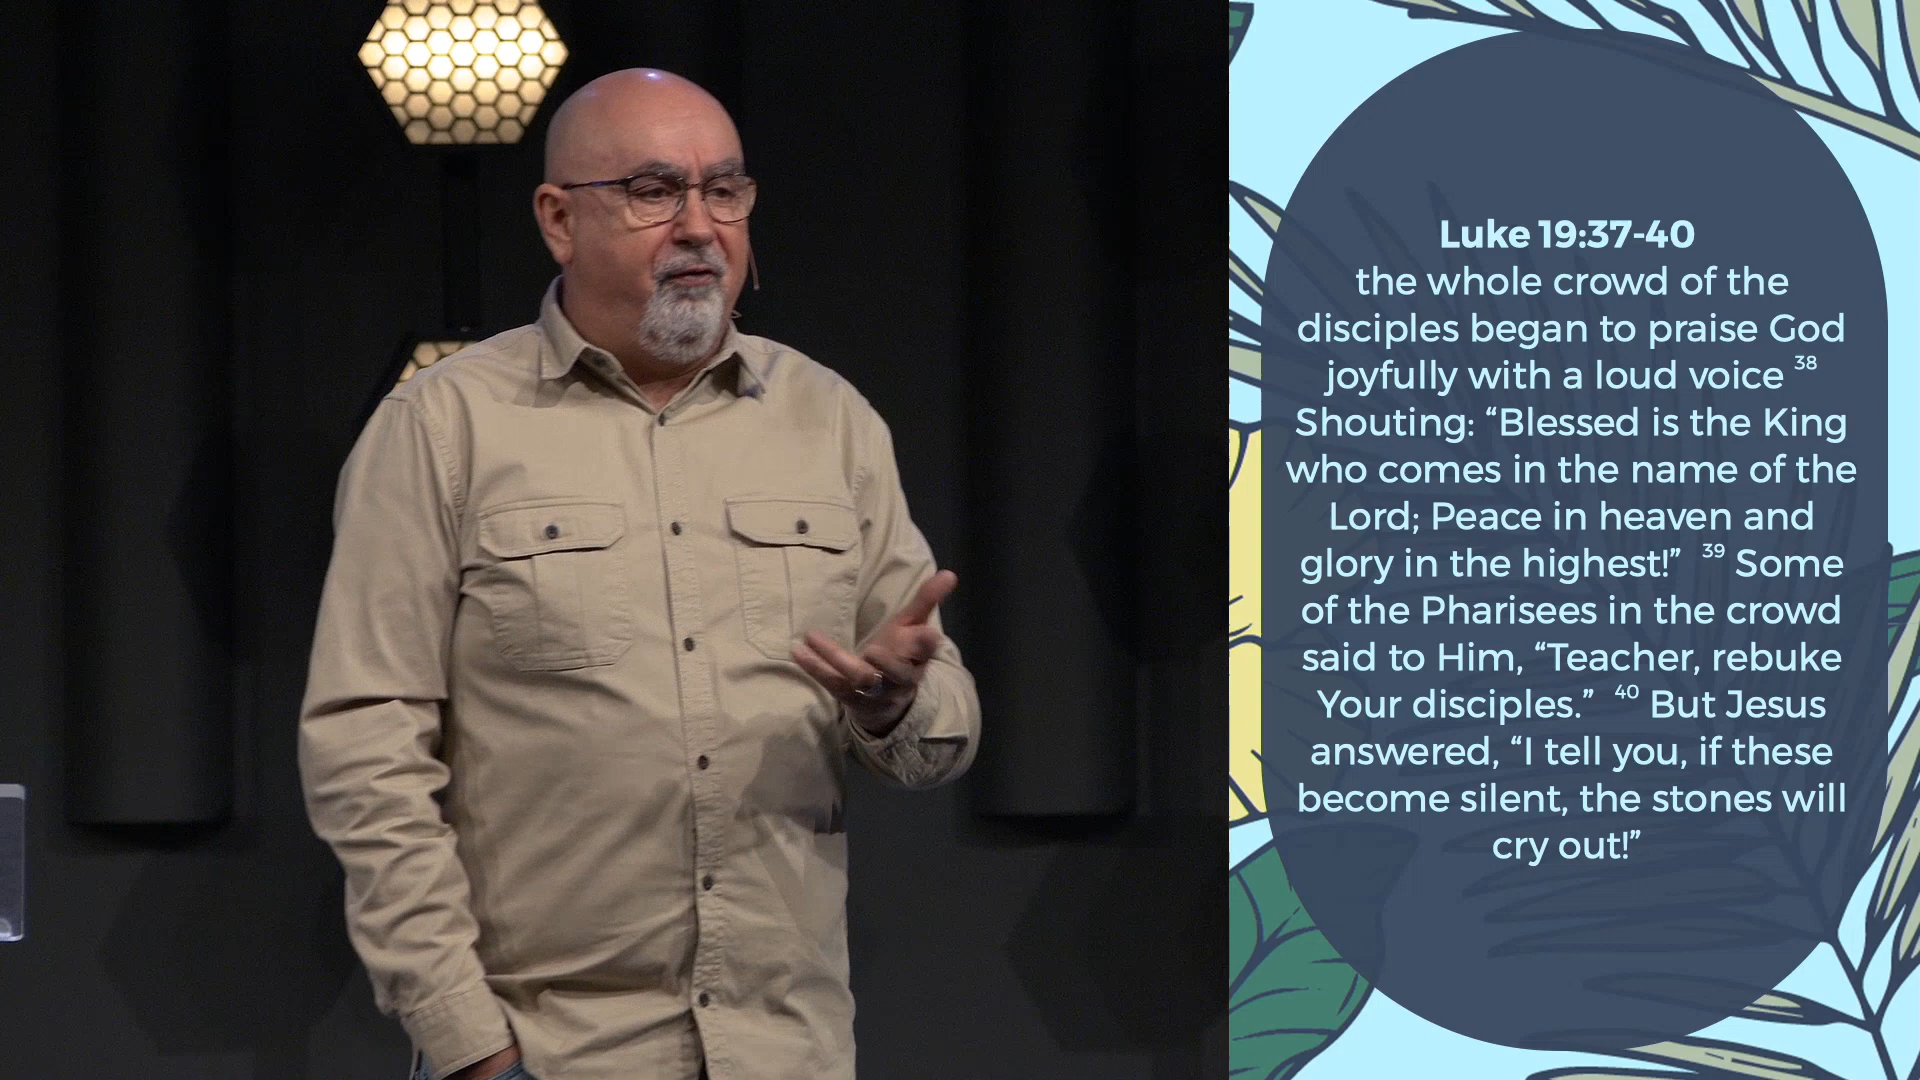 Luke 19:37-40
the whole crowd of the
disciples began to praise God
joyfully with a loud voice 38
Shouting: “Blessed is the King
who comes in the name of the
Lord; Peace in heaven and
glory in the highest!” 39 Some
of the Pharisees in the crowd
said to Him, “Teacher, rebuke
Your disciples.” 40 But Jesus
answered, “I tell you, if these
become silent, the stones will
cry out!”